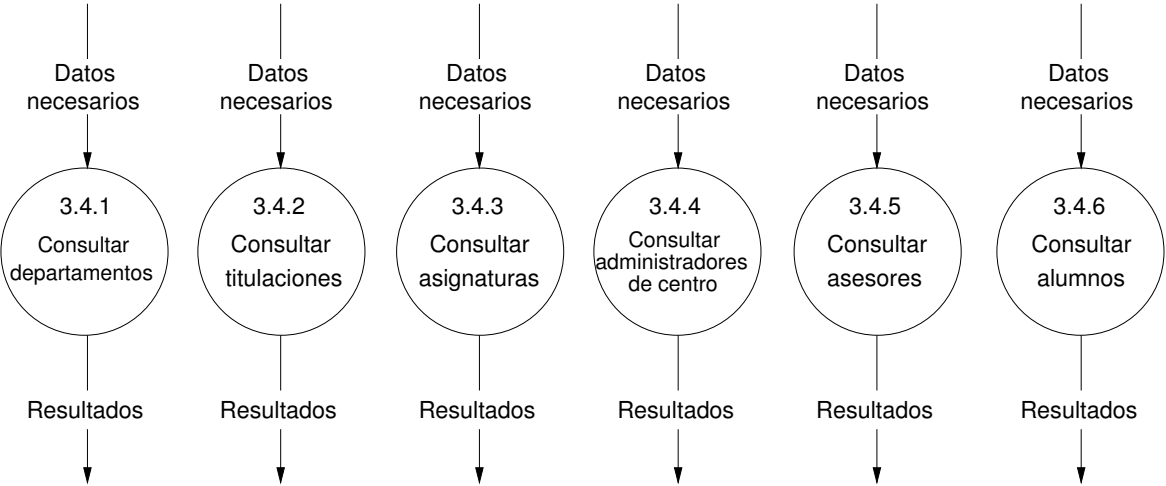 Datos
necesarios
Datos
necesarios
Datos
necesarios
Datos
necesarios
Datos
necesarios
Datos
necesarios
3.4.1
Consultar
departamentos
3.4.2
Consultar
titulaciones
3.4.3
Consultar
asignaturas
3.4.4
Consultar
administradores
de centro
3.4.5
Consultar
asesores
3.4.6
Consultar
alumnos
Resultados
Resultados
Resultados
Resultados
Resultados
Resultados